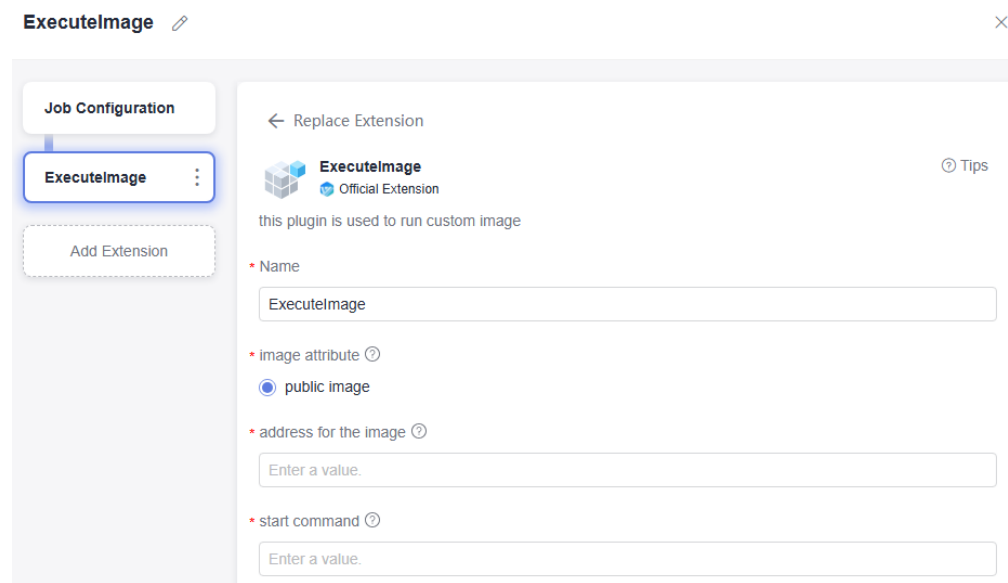 ExecuteImage
Job Configuration
ExecuteImage
Add Extension
Replace Extension
ExecuteImage
Official Extension
Tips
this plugin is used to run custom image
* Name
ExecuteImage
* image attribute
public image
* address for the image
Enter a value.
* start command
Enter a value.